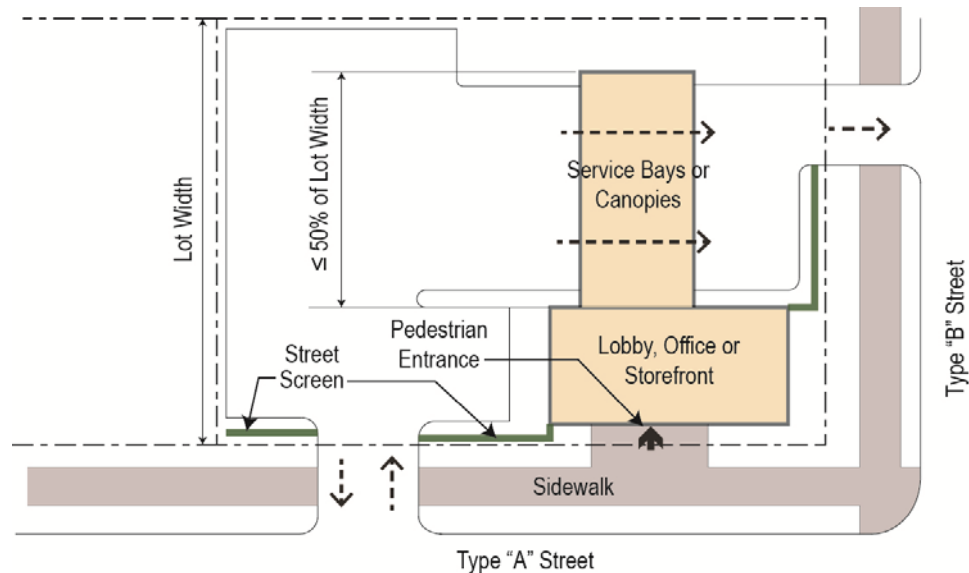 Lot Width
≤ 50% of Lot Width
Service Bays or
Canopies
Pedestrian
Entrance
Street
Screen
Lobby, Office or
Storefront
Sidewalk
Type "A" Street
Type "B" Street